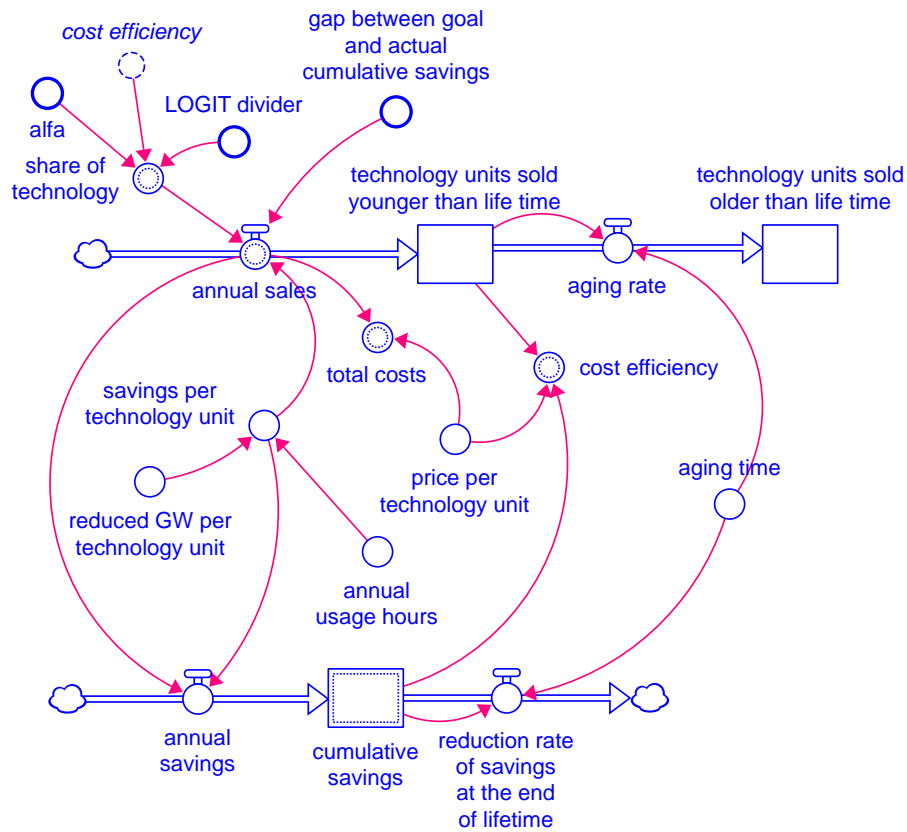 cost efficiency
gap between goal
and actual
cumulative savings
LOGIT divider
alfa
share of
technology
technology units sold
younger than life time
technology units sold
older than life time
annual sales
aging rate
total costs
cost efficiency
savings per
technology unit
aging time
price per
technology unit
reduced GW per
technology unit
annual
usage hours
annual
savings
cumulative
savings
reduction rate
of savings
at the end
of lifetime